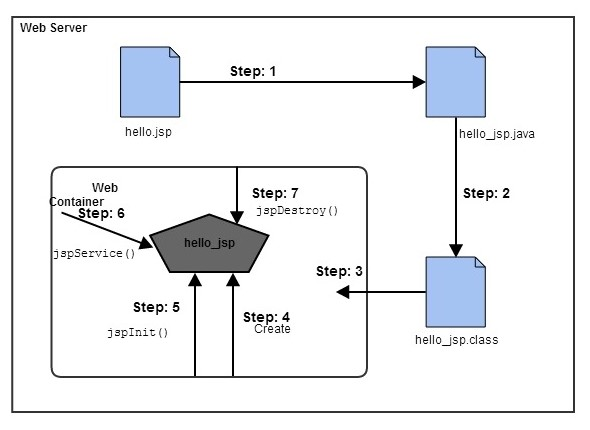 Web Server
Step: 1
hello.jsp
hello_jsp.java
Step: 2
Web
Container
Step: 7
jspDestroy()
Step: 6
jspService()
hello_jsp
Step: 3
Step: 5
jspInit()
Step: 4
Create
hello_jsp.class